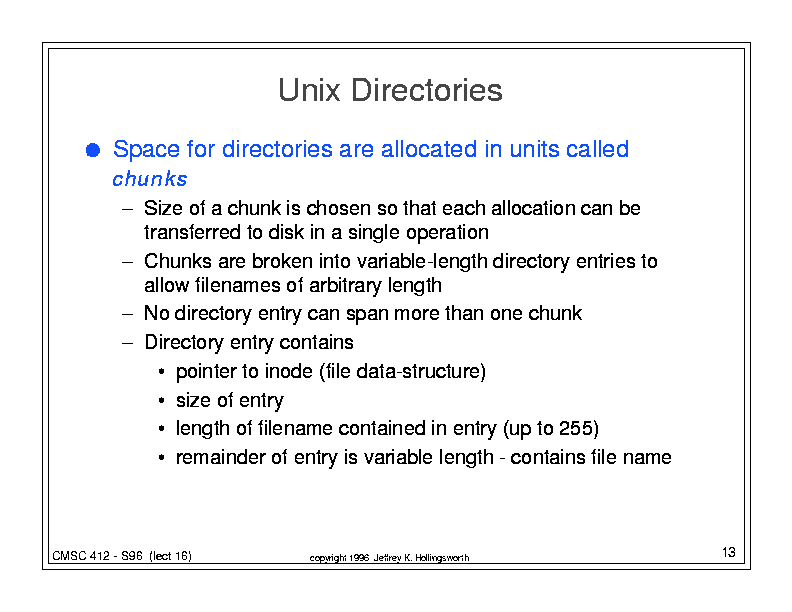 Unix Directories
● Space for directories are allocated in units called
chunks
– Size of a chunk is chosen so that each allocation can be
transferred to disk in a single operation
– Chunks are broken into variable-length directory entries to
allow filenames of arbitrary length
– No directory entry can span more than one chunk
– Directory entry contains
• pointer to inode (file data-structure)
• size of entry
• length of filename contained in entry (up to 255)
• remainder of entry is variable length - contains file name
CMSC 412 - S96 (lect 16)
copyright 1996 Jeffrey K. Hollingsworth
13